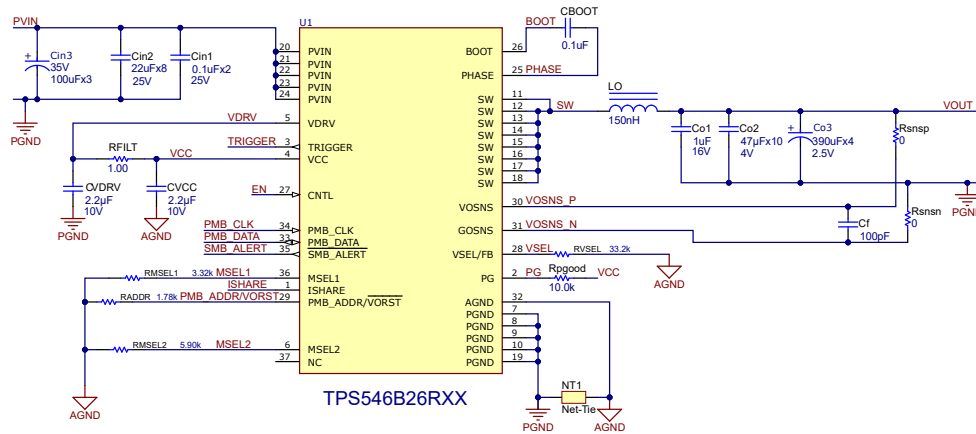 PVIN
Cin3
35V
100uFx3
Cin2
22uFx8
25V
Cin1
0.1uFx2
25V
PGND
VDRV
RFILT
1.00
VCC
CVDRV
2.2µF
10V
PGND
CVCC
2.2µF
10V
AGND
TRIGGER
EN
PMB_CLK
PMB_DATA
SMB_ALERT
RMSEL1 3.32k MSEL1
ISHARE
RADDR 1.78k PMB_ADDR/VORST
RMSEL2 5.90k MSEL2
AGND
U1
20 PVIN
21 PVIN
22 PVIN
23 PVIN
24 PVIN
5 VDRV
3 TRIGGER
4 VCC
27 CNTL
34 PMB_CLK
33 PMB_DATA
35 SMB_ALERT
36 MSEL1
1 ISHARE
29 PMB_ADDR/VORST
6 MSEL2
37 NC
BOOT 26
PHASE 25
SW 11
SW 12
SW 13
SW 14
SW 15
SW 16
SW 17
SW 18
VOSNS 30
GOSNS 31
VSEL/FB 28
PG 2
AGND 32
PGND 7
PGND 8
PGND 9
PGND 10
PGND 19
TPS546B26RXX
BOOT
CBOOT
0.1uF
PHASE
SW
LO
150nH
VOUT
Co1
1uF
16V
Co2
47µFx10
4V
Co3
390uFx4
2.5V
Rsnsp
0
PGND
VOSNS_P
VOSNS_N
Rsnsn
0
Cf
100pF
VSEL
RVSEL 33.2k
AGND
PG
Rpgood
10.0k
VCC
NT1
Net-Tie
PGND
AGND